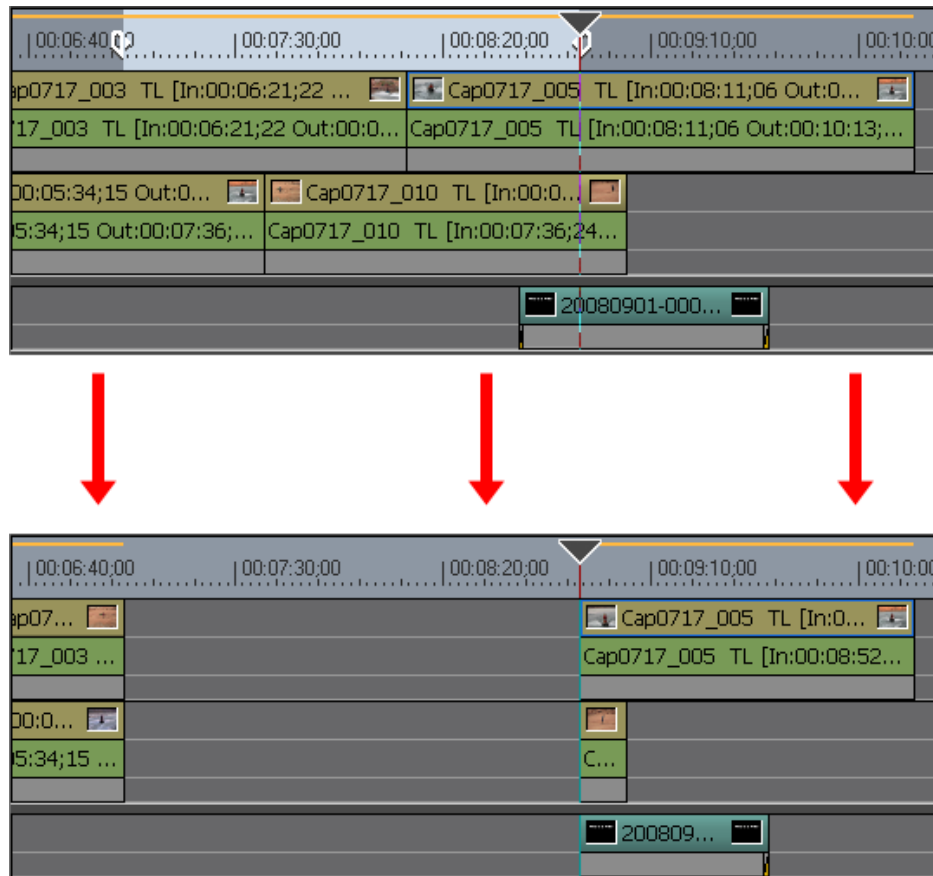 00:06:40;00 00:07:30;00 00:08:20;00 00:09:10;00 00:10:00
ap0717_003 TL [In:00:06:21;22 ... Cap0717_005 TL [In:00:08:11;06 Out:0...
'17_003 TL [In:00:06:21;22 Out:00:0... Cap0717_005 TL [In:00:08:11;06 Out:00:10:13;...
00:05:34;15 Out:0... Cap0717_010 TL [In:00:0...
05:34;15 Out:00:07:36;... Cap0717_010 TL [In:00:07:36;24...
20080901-000...
00:06:40;00 00:07:30;00 00:08:20;00 00:09:10;00 00:10:00
ap07... Cap0717_005 TL [In:0...
'17_003 ... Cap0717_005 TL [In:00:08:52...
00:0...
05:34;15 ... C...
200809...